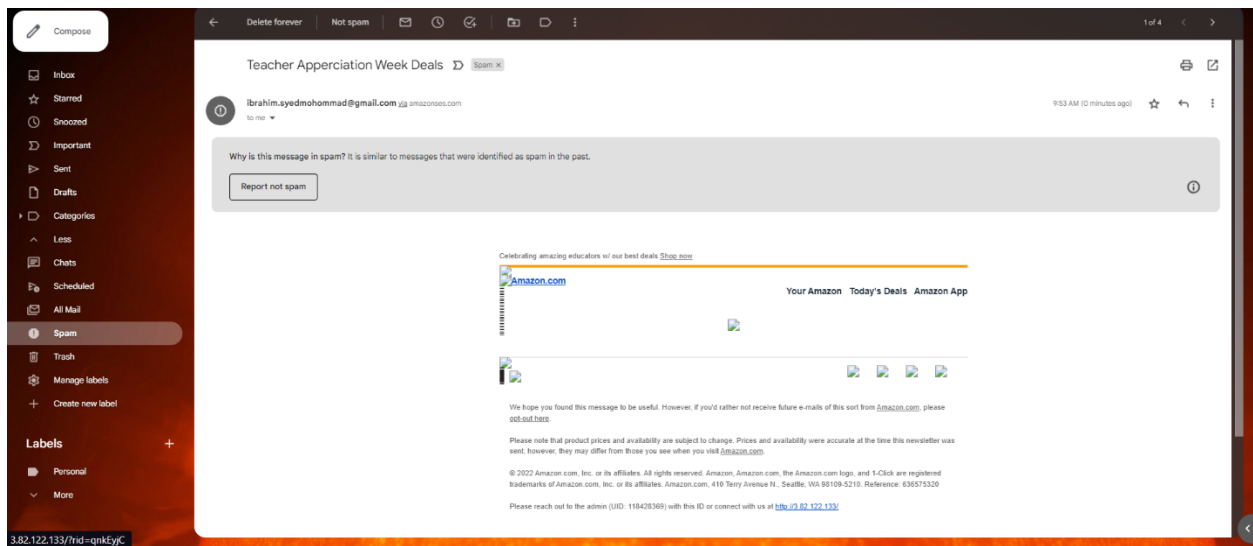 Compose
Delete forever
Not spam
1 of 4
Inbox
Starred
Snoozed
Important
Sent
Drafts
Categories
Less
Chats
Scheduled
All Mail
Spam
Trash
Manage labels
Create new label
Labels
Personal
More
3.82.122.133/?rid=qnkEyjC
Teacher Apperciation Week Deals Spam x
ibrahim.syedmohommad@gmail.com via amazonses.com
9:53 AM (0 minutes ago)
to me
Why is this message in spam? It is similar to messages that were identified as spam in the past.
Report not spam
Celebrating amazing educators w/ our best deals Shop now
Amazon.com
Your Amazon Today's Deals Amazon App
We hope you found this message to be useful. However, if you'd rather not receive future e-mails of this sort from Amazon.com, please
opt-out here.
Please note that product prices and availability are subject to change. Prices and availability were accurate at the time this newsletter was
sent; however, they may differ from those you see when you visit Amazon.com.
© 2022 Amazon.com, Inc. or its affiliates. All rights reserved. Amazon, Amazon.com, the Amazon.com logo, and 1-Click are registered
trademarks of Amazon.com, Inc. or its affiliates. Amazon.com, 410 Terry Avenue N., Seattle, WA 98109-5210. Reference: 636575320
Please reach out to the admin (UID: 118428369) with this ID or connect with us at http://3.82.122.133/